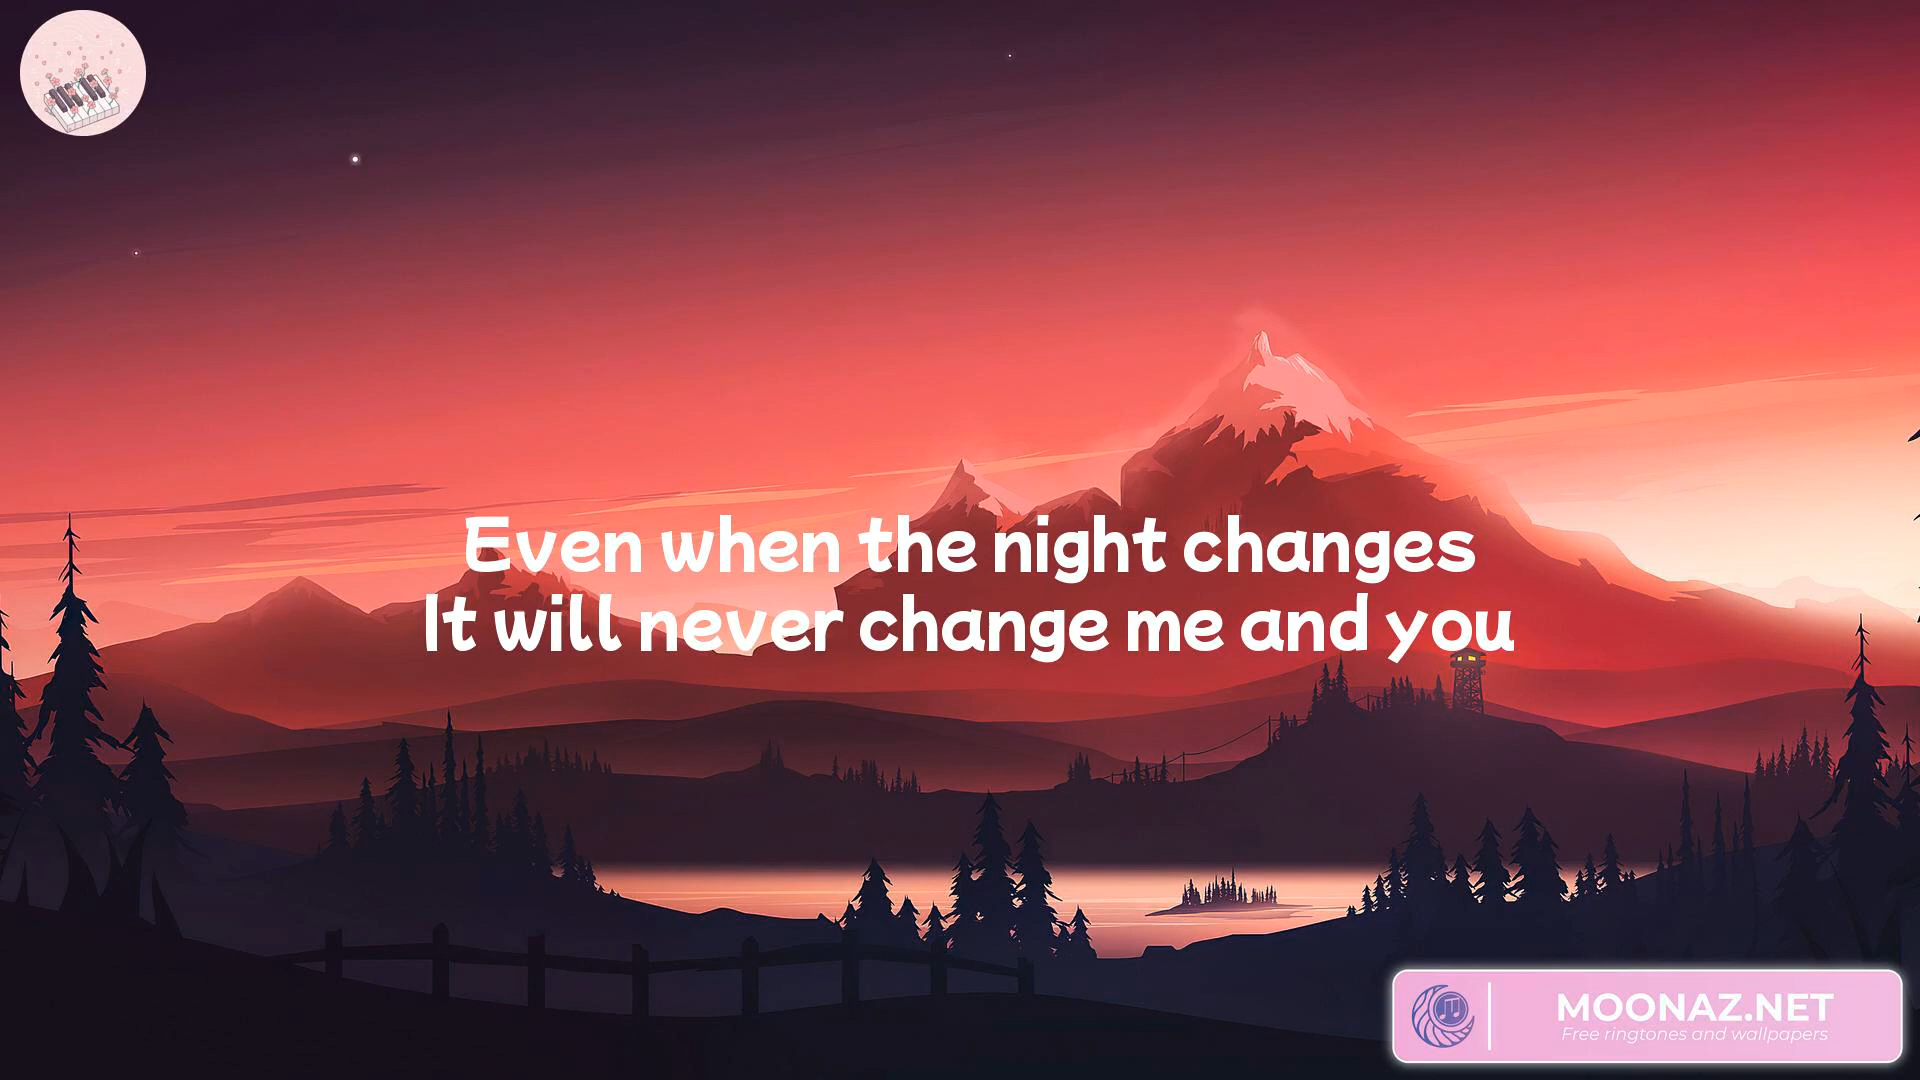 Even when the night changes
It will never change me and you
MOONAZ.NET
Free ringtones and wallpapers